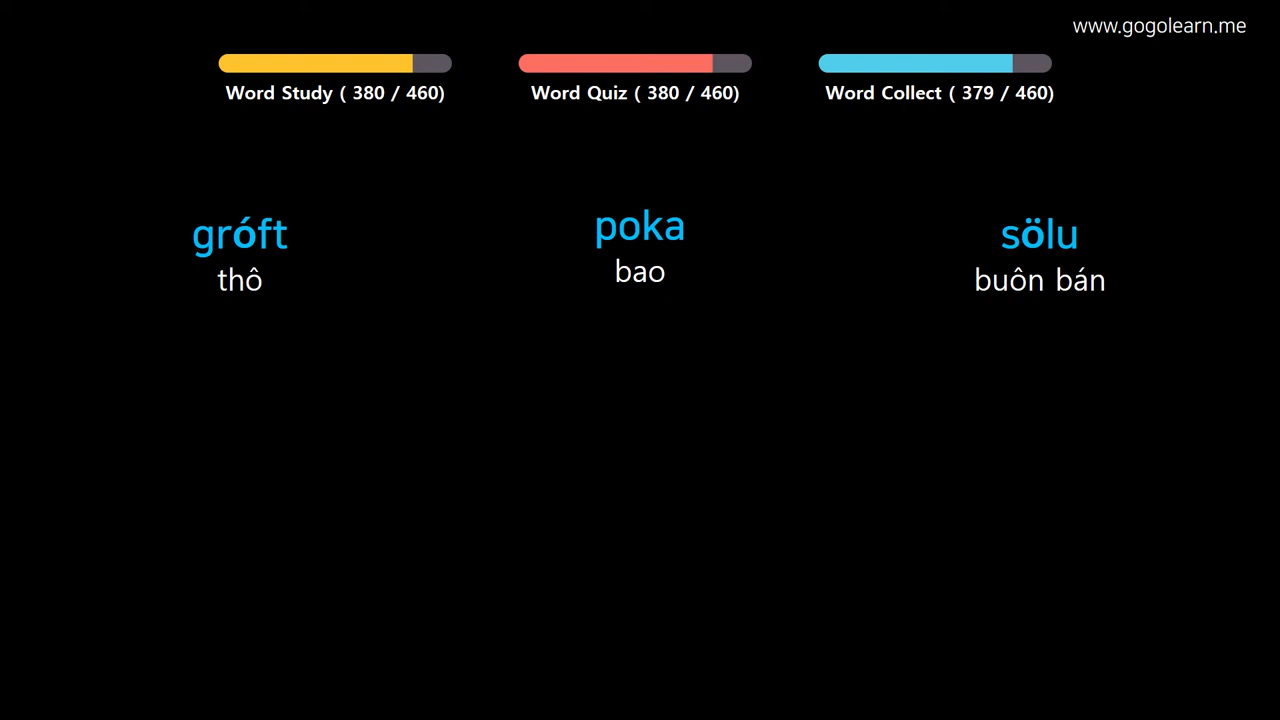 www.gogolearn.me
Word Study ( 380 / 460)
Word Quiz ( 380 / 460)
Word Collect ( 379 / 460)
gróft
thô
poka
bao
sölu
buôn bán